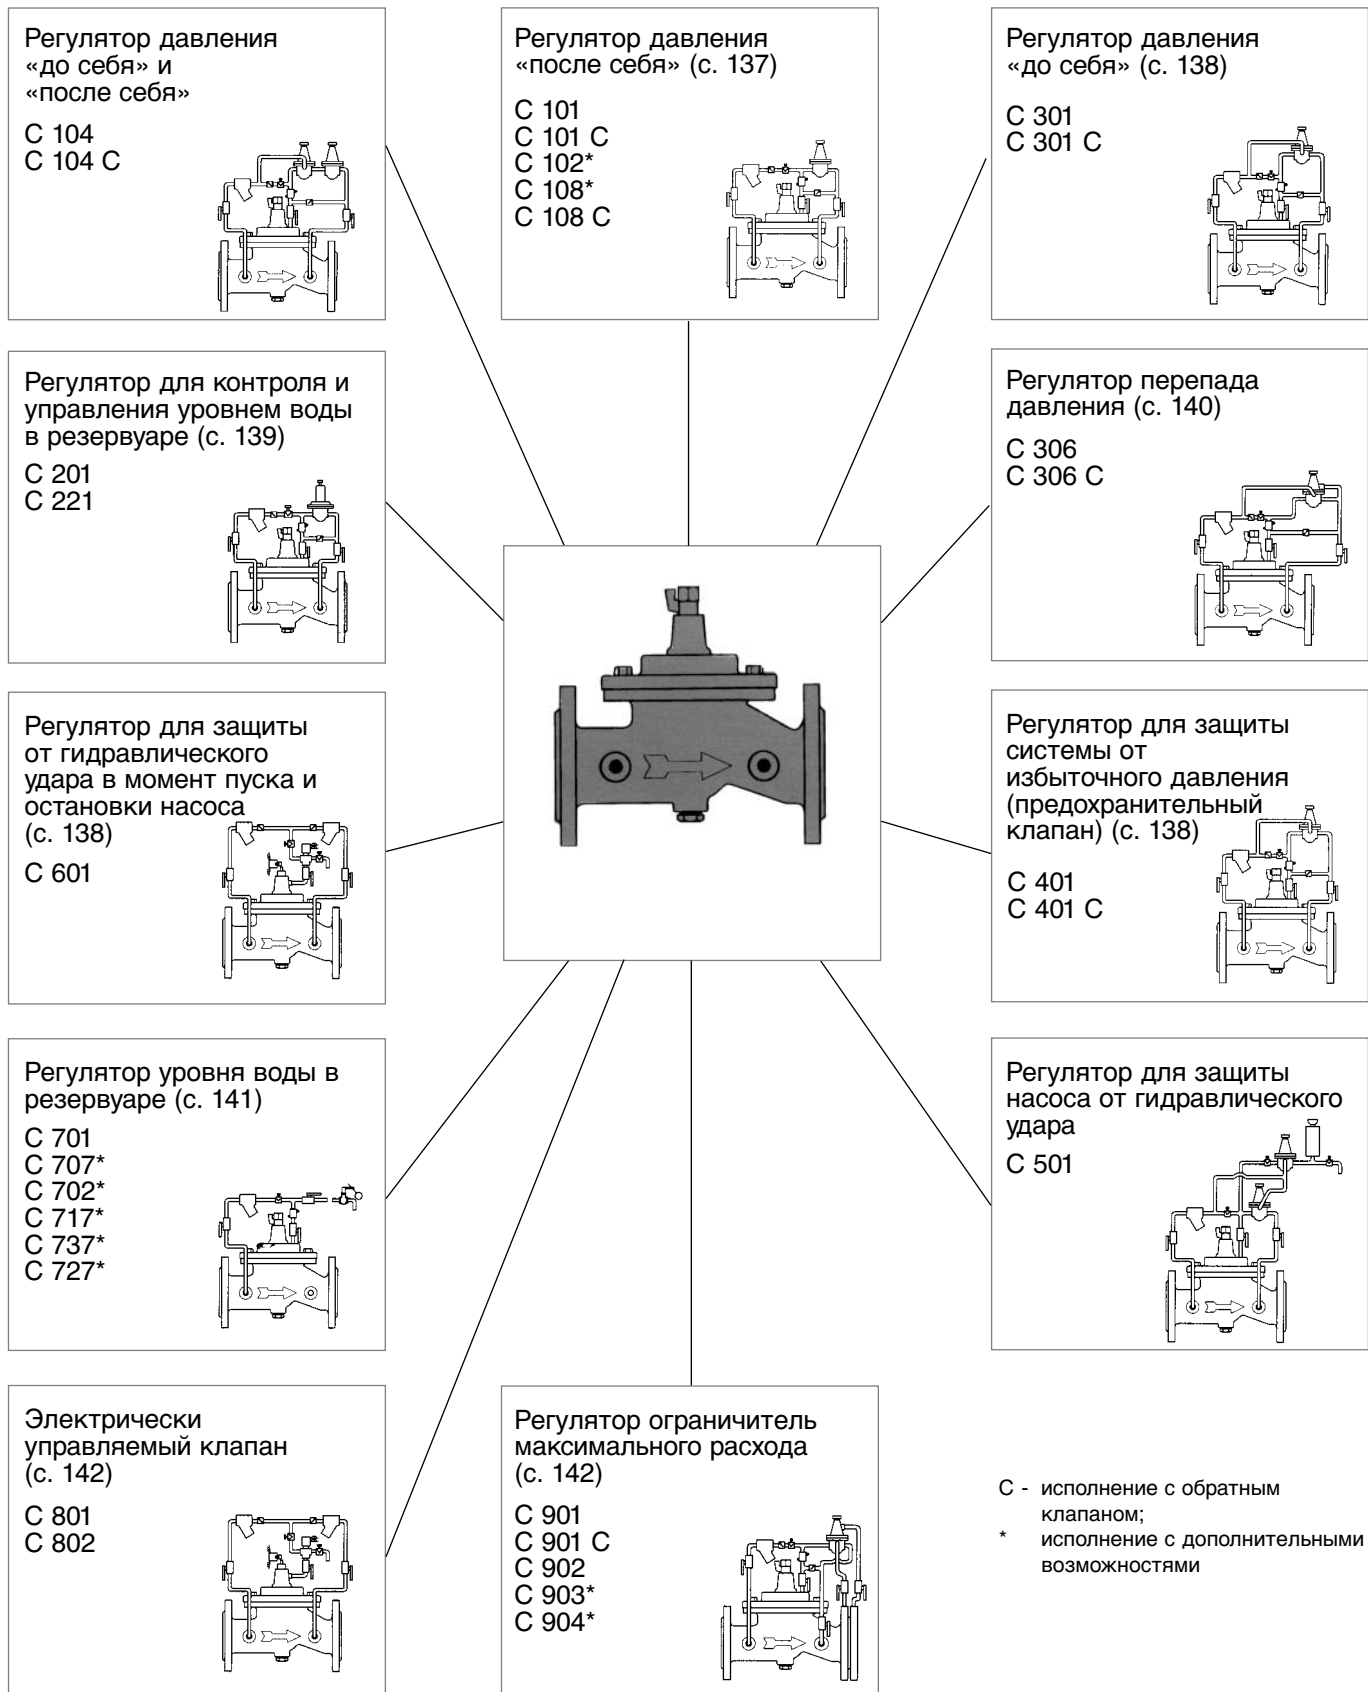 Регулятор давления
«до себя» и
«после себя»
С 104
С 104 С
Регулятор давления
«после себя» (с. 137)
С 101
С 101 С
С 102*
С 108*
С 108 С
Регулятор давления
«до себя» (с. 138)
С 301
С 301 С
Регулятор для контроля и
управления уровнем воды
в резервуаре (с. 139)
С 201
С 221
Регулятор перепада
давления (с. 140)
С 306
С 306 С
Регулятор для защиты
от гидравлического
удара в момент пуска и
остановки насоса
(с. 138)
С 601
Регулятор для защиты
системы от
избыточного давления
(предохранительный
клапан) (с. 138)
С 401
С 401 С
Регулятор уровня воды в
резервуаре (с. 141)
С 701
С 707*
С 702*
С 717*
С 737*
С 727*
Регулятор для защиты
насоса от гидравлического
удара
С 501
Электрически
управляемый клапан
(с. 142)
С 801
С 802
Регулятор ограничитель
максимального расхода
(с. 142)
С 901
С 901 С
С 902
С 903*
С 904*
С - исполнение с обратным
клапаном;
* исполнение с дополнительными
возможностями